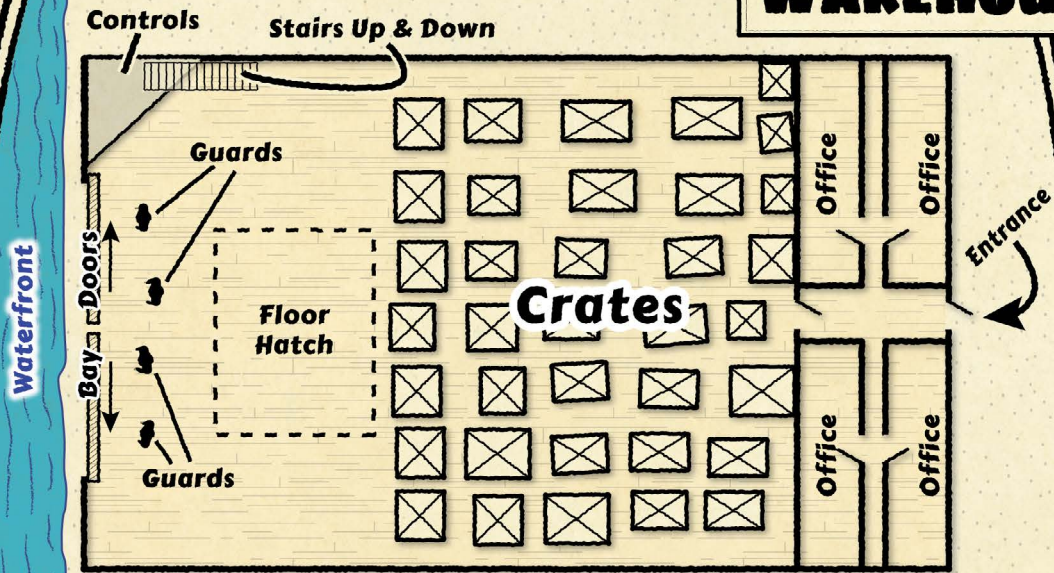 Controls
Stairs Up & Down
Guards
Office
Office
Entrance
Waterfront
Bay Doors
Floor
Hatch
Crates
Guards
Office
Office